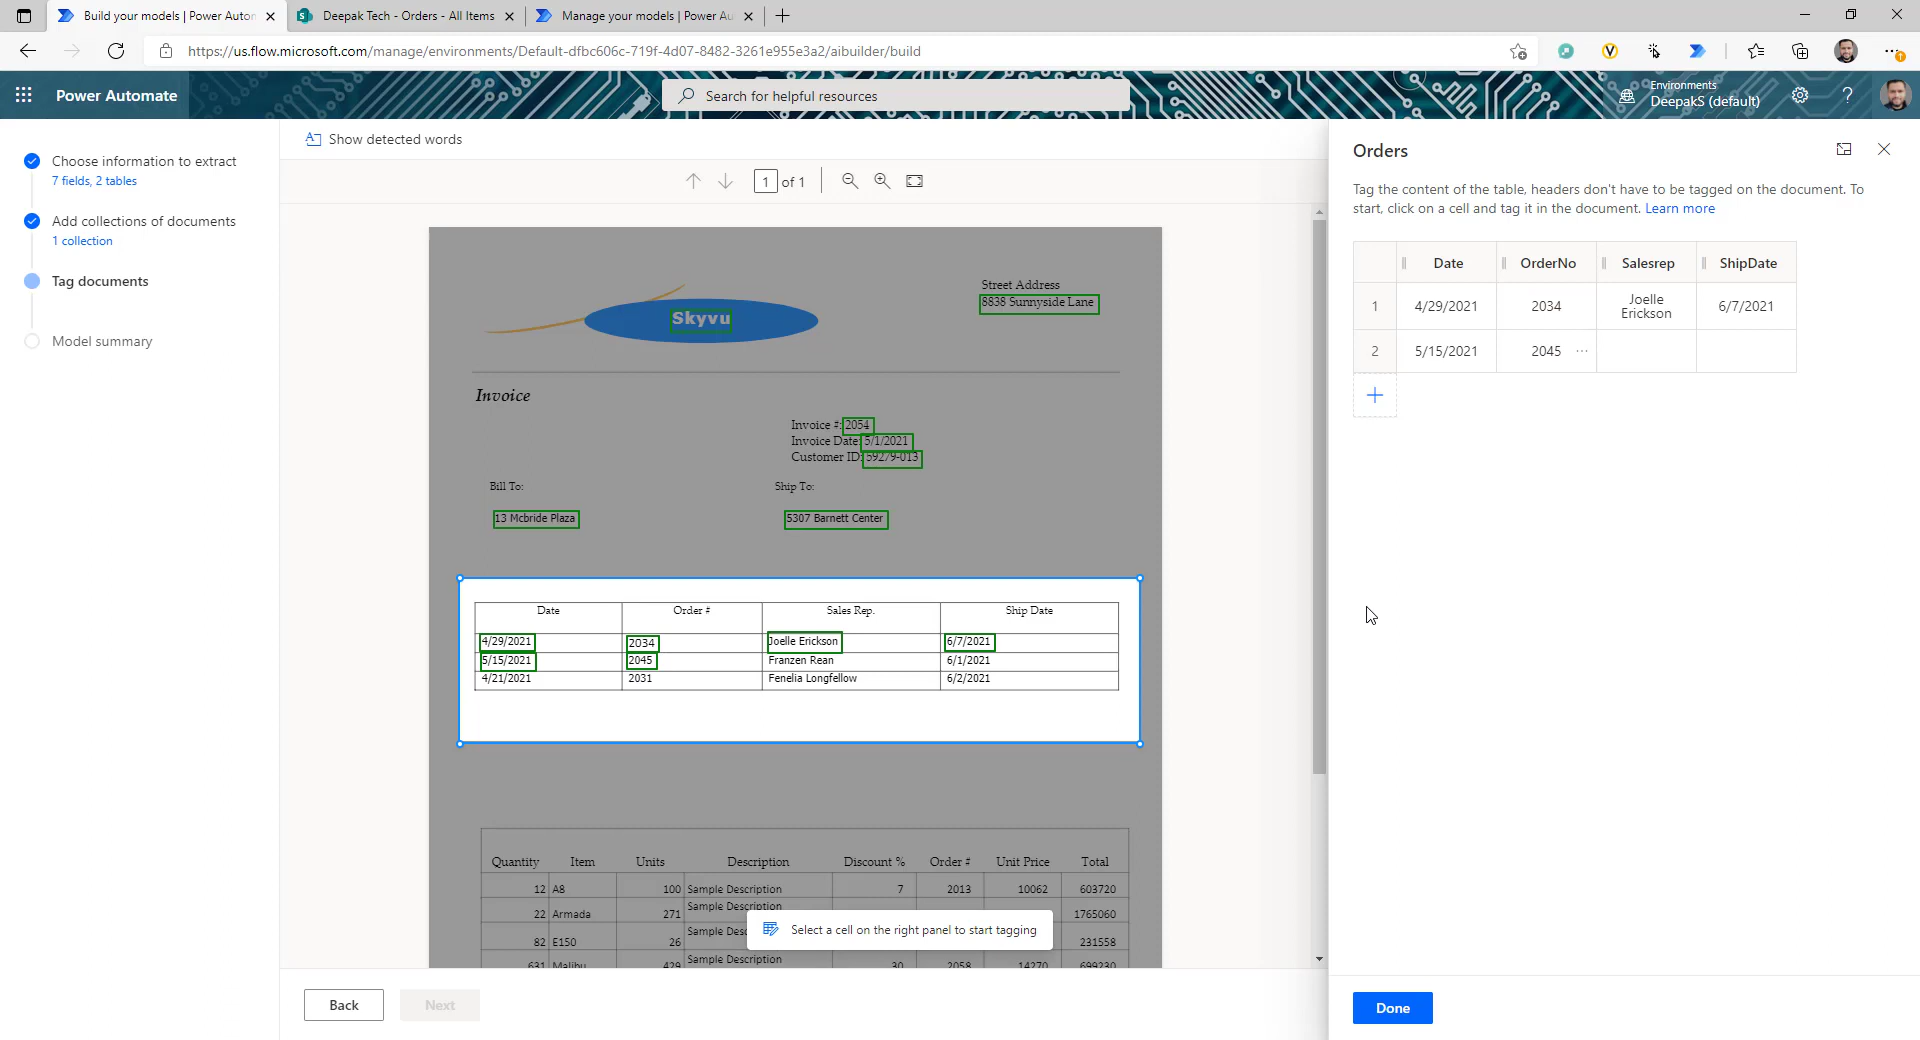 Build your models | Power Autom
Deepak Tech - Orders - All Items
Manage your models | Power Au
https://us.flow.microsoft.com/manage/environments/Default-dfbc606c-719f-4d07-8482-3261e955e3a2/aibuilder/build
Power Automate
Search for helpful resources
Environments
DeepakS (default)
Choose information to extract
7 fields, 2 tables
Add collections of documents
1 collection
Tag documents
Model summary
Show detected words
1 of 1
Street Address
8838 Sunnyside Lane
Skyvu
Invoice
Invoice #: 2054
Invoice Date: 5/1/2021
Customer ID: 59279-013
Bill To:
Ship To:
13 Mcbride Plaza
5307 Barnett Center
Date Order # Sales Rep. Ship Date
4/29/2021 2034 Joelle Erickson 6/7/2021
5/15/2021 2045 Franzen Rean 6/1/2021
4/21/2021 2031 Fenelia Longfellow 6/2/2021
Quantity Item Units Description Discount % Order # Unit Price Total
12 A8 100 Sample Description 7 2013 10062 603720
22 Armada 271 Sample Description 1765060
82 E150 26 Sample Desc 231558
631 Malibu 429 Sample Description 30 2058 14270 699230
Select a cell on the right panel to start tagging
Back
Next
Orders
Tag the content of the table, headers don't have to be tagged on the document. To
start, click on a cell and tag it in the document. Learn more
Date OrderNo Salesrep ShipDate
1 4/29/2021 2034 Joelle Erickson 6/7/2021
2 5/15/2021 2045 ...
Done